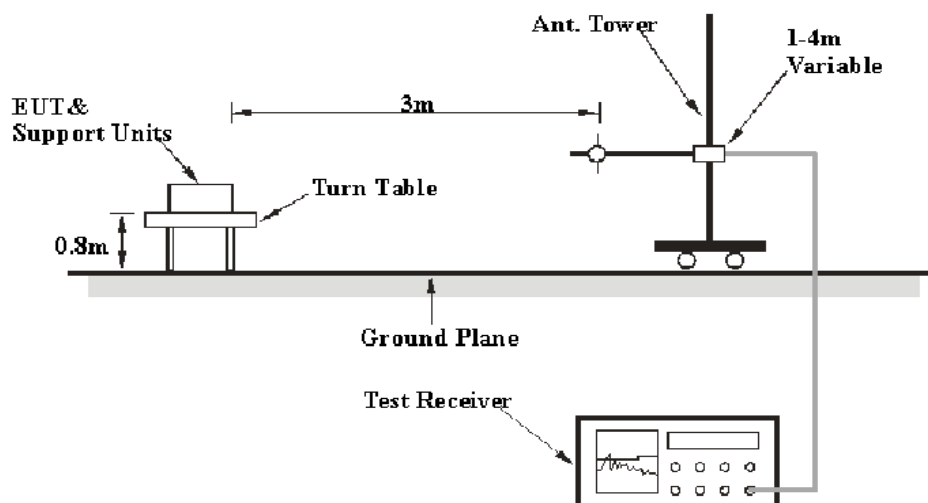 Ant. Tower
1-4m
Variable
EUT&
Support Units
3m
Turn Table
0.8m
Ground Plane
Test Receiver